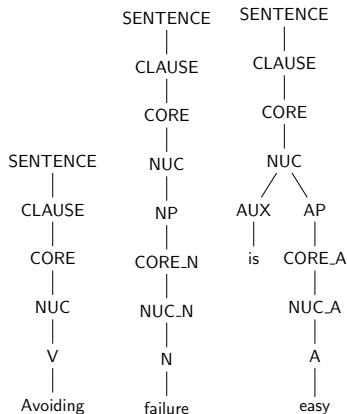 SENTENCE SENTENCE
CLAUSE CLAUSE
CORE CORE
SENTENCE NUC NUC
CLAUSE NP AUX AP
CORE CORE_N is CORE_A
NUC NUC_N NUC_A
V N A
Avoiding failure easy